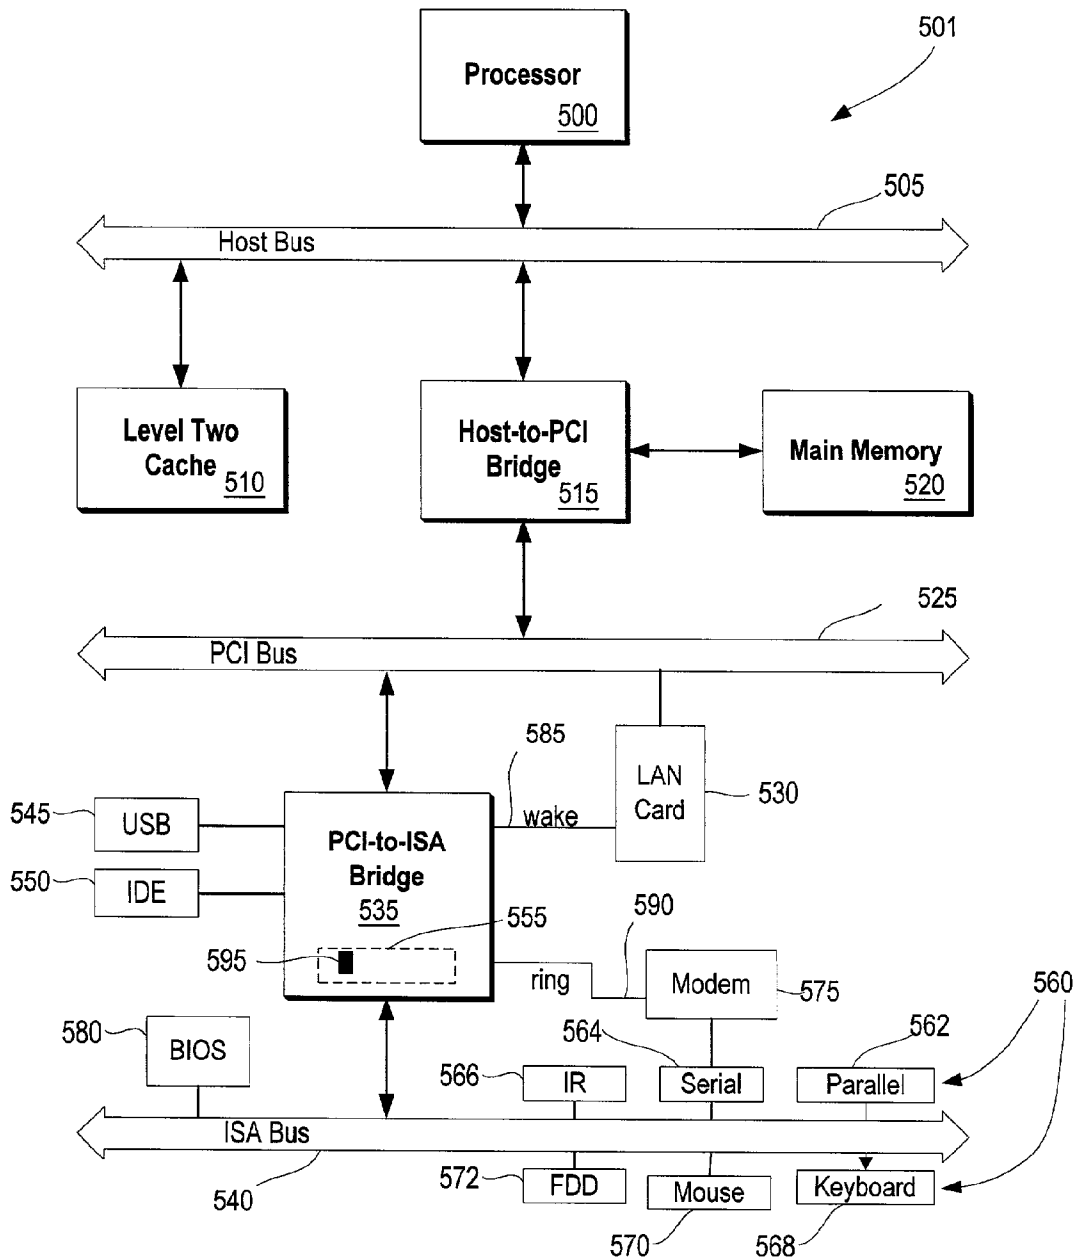 501
Processor
500
505
Host Bus
Level Two
Cache
510
Host-to-PCI
Bridge
515
Main Memory
520
525
PCI Bus
585
LAN
Card
530
wake
545
USB
550
IDE
PCI-to-ISA
Bridge
535
555
595
590
ring
Modem
575
560
580
BIOS
564
562
566
IR
Serial
Parallel
ISA Bus
540
572
FDD
Mouse
Keyboard
570
568